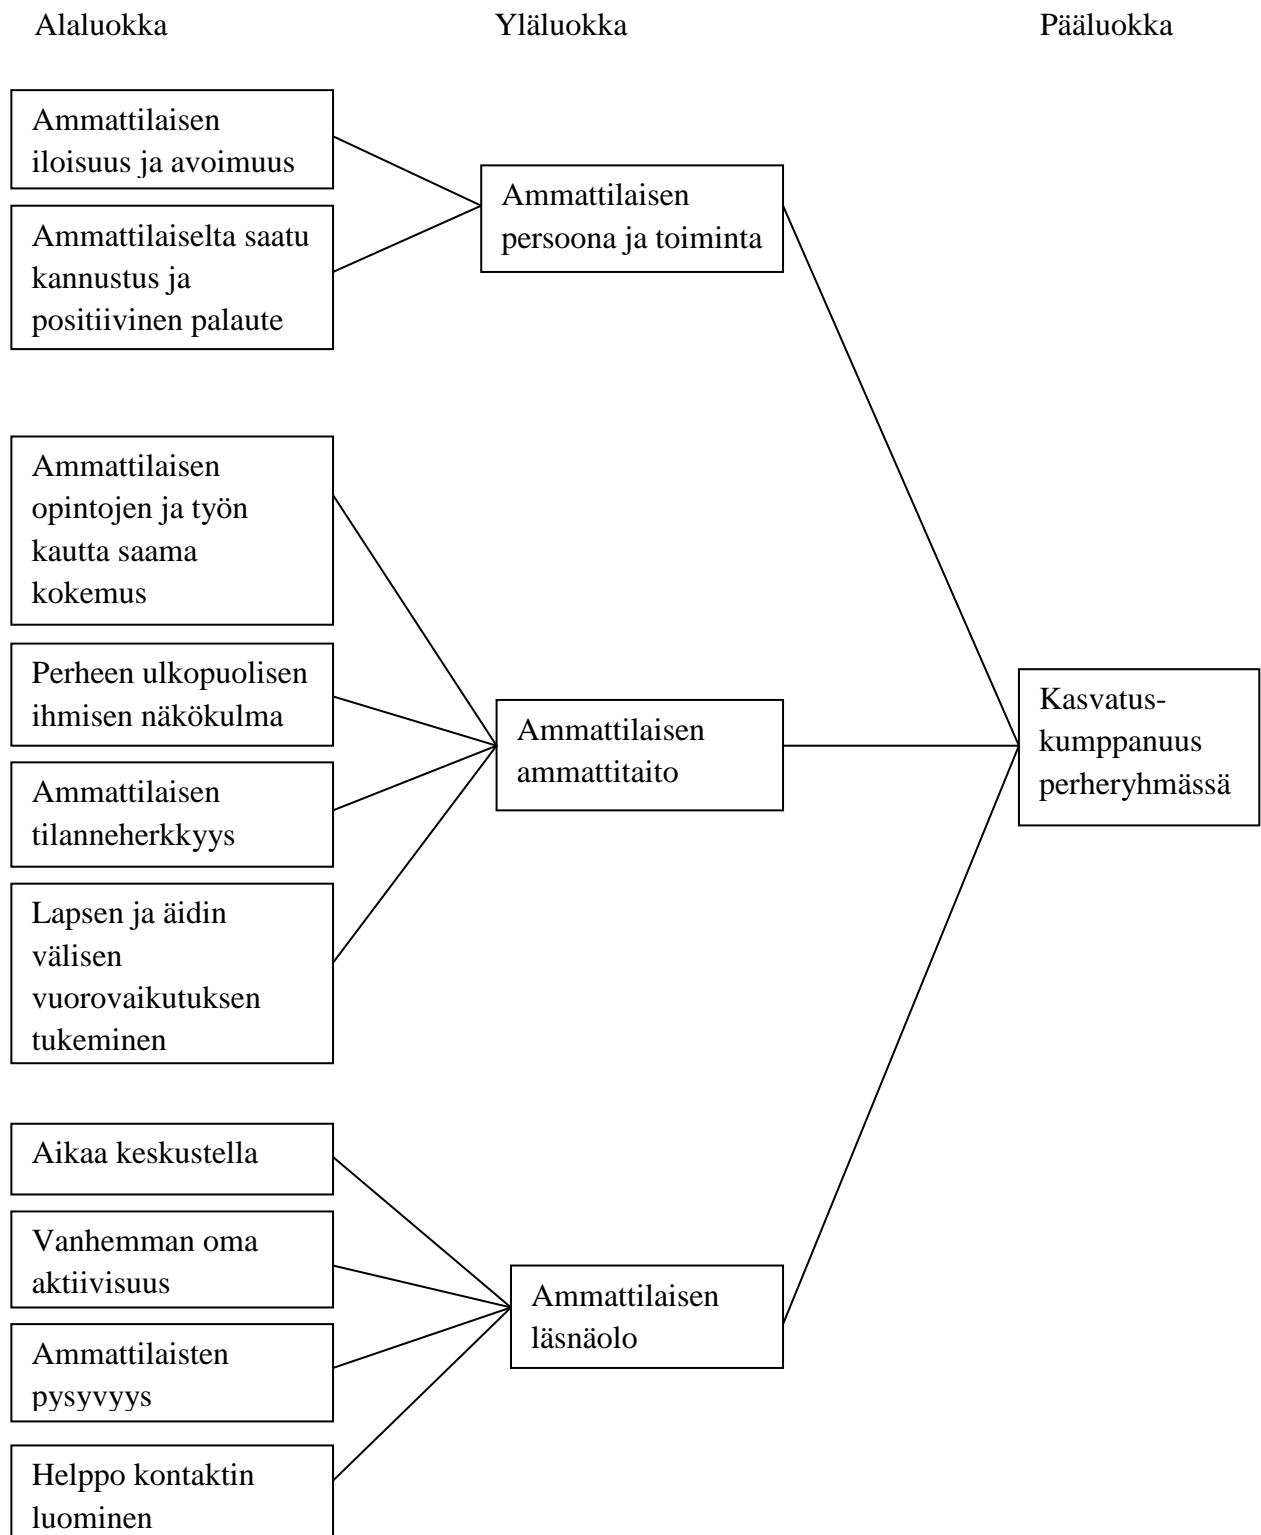 Alaluokka Yläluokka Pääluokka
Ammattilaisen
iloisuus ja avoimuus
Ammattilaiselta saatu
kannustus ja
positiivinen palaute
Ammattilaisen
persoona ja toiminta
Ammattilaisen
opintojen ja työn
kautta saama
kokemus
Perheen ulkopuolisen
ihmisen näkökulma
Ammattilaisen
tilanneherkkyys
Lapsen ja äidin
välisen
vuorovaikutuksen
tukeminen
Ammattilaisen
ammattitaito
Aikaa keskustella
Vanhemman oma
aktiivisuus
Ammattilaisten
pysyvyys
Helppo kontaktin
luominen
Ammattilaisen
läsnäolo
Kasvatus-
kumppanuus
perheryhmässä